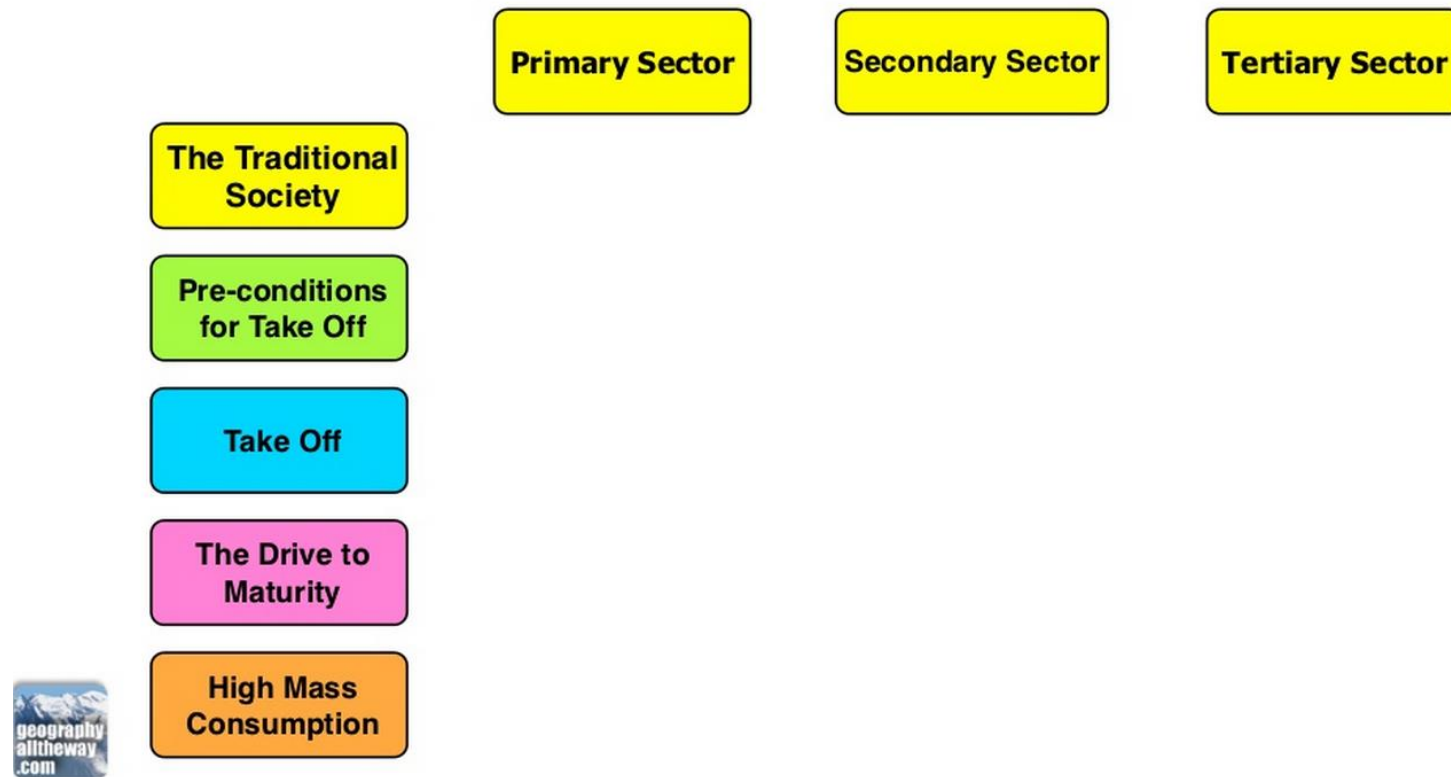 Primary Sector
Secondary Sector
Tertiary Sector
The Traditional
Society
Pre-conditions
for Take Off
Take Off
The Drive to
Maturity
High Mass
Consumption
geography
alltheway
.com